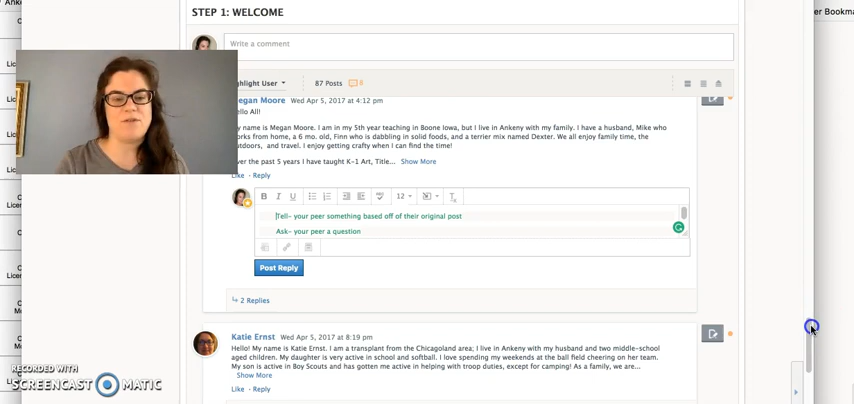 Anke
er Bookma
STEP 1: WELCOME
Write a comment
ghlight User
87 Posts
Megan Moore Wed Apr 5, 2017 at 4:12 pm
ello All!
y name is Megan Moore. I am in my 5th year teaching in Boone Iowa, but I live in Ankeny with my family. I have a husband, Mike who
orks from home, a 6 mo. old, Finn who is dabbling in solid foods, and a terrier mix named Dexter. We all enjoy family time, the
utdoors, and travel. I enjoy getting crafty when I can find the time!
ver the past 5 years I have taught K-1 Art, Title... Show More
Like · Reply
B I U 12
Tell- your peer something based off of their original post
Ask- your peer a question
Post Reply
2 Replies
Katie Ernst Wed Apr 5, 2017 at 8:19 pm
Hello! My name is Katie Ernst. I am a transplant from the Chicagoland area; I live in Ankeny with my husband and two middle-school
aged children. My daughter is very active in school and softball. I love spending my weekends at the ball field cheering on her team.
My son is active in Boy Scouts and has gotten me active in helping with troop duties, except for camping! As a family, we are...
Show More
Like · Reply
RECORDED WITH
SCREENCAST MATIC